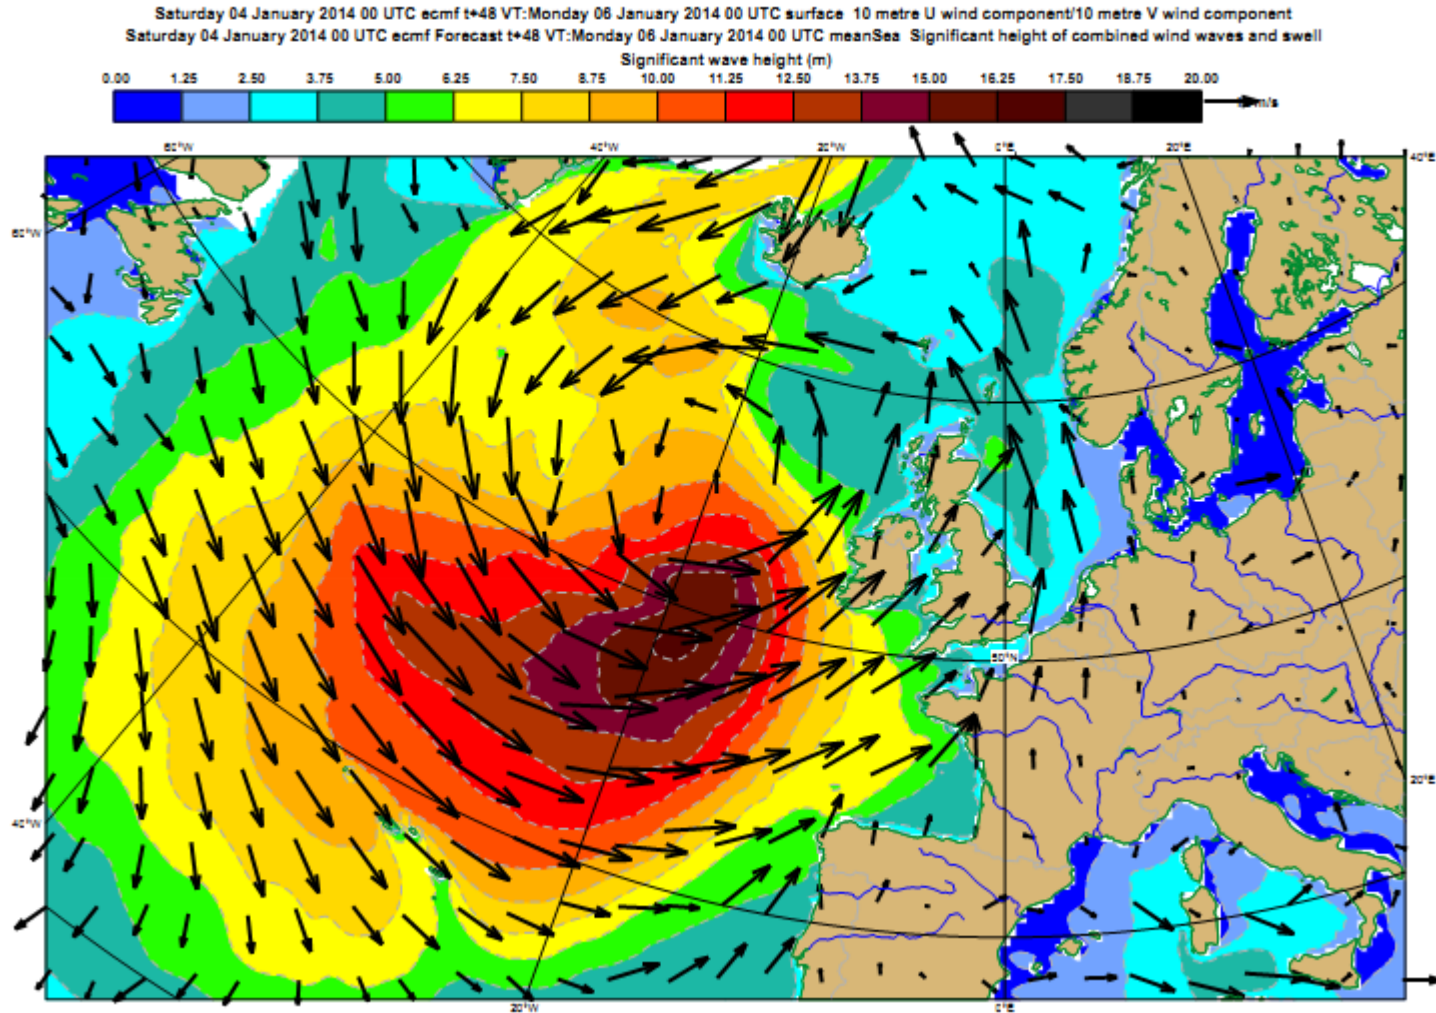 Saturday 04 January 2014 00 UTC ecmf t+48 VT:Monday 06 January 2014 00 UTC surface 10 metre U wind component/10 metre V wind component
Saturday 04 January 2014 00 UTC ecmf Forecast t+48 VT:Monday 06 January 2014 00 UTC meanSea Significant height of combined wind waves and swell
Significant wave height (m)
0.00 1.25 2.50 3.75 5.00 6.25 7.50 8.75 10.00 11.25 12.50 13.75 15.00 16.25 17.50 18.75 20.00
m/s
60°W 40°W 20°W 0°E 20°E 40°E
60°W
50°N
20°E
40°W
20°W 0°E